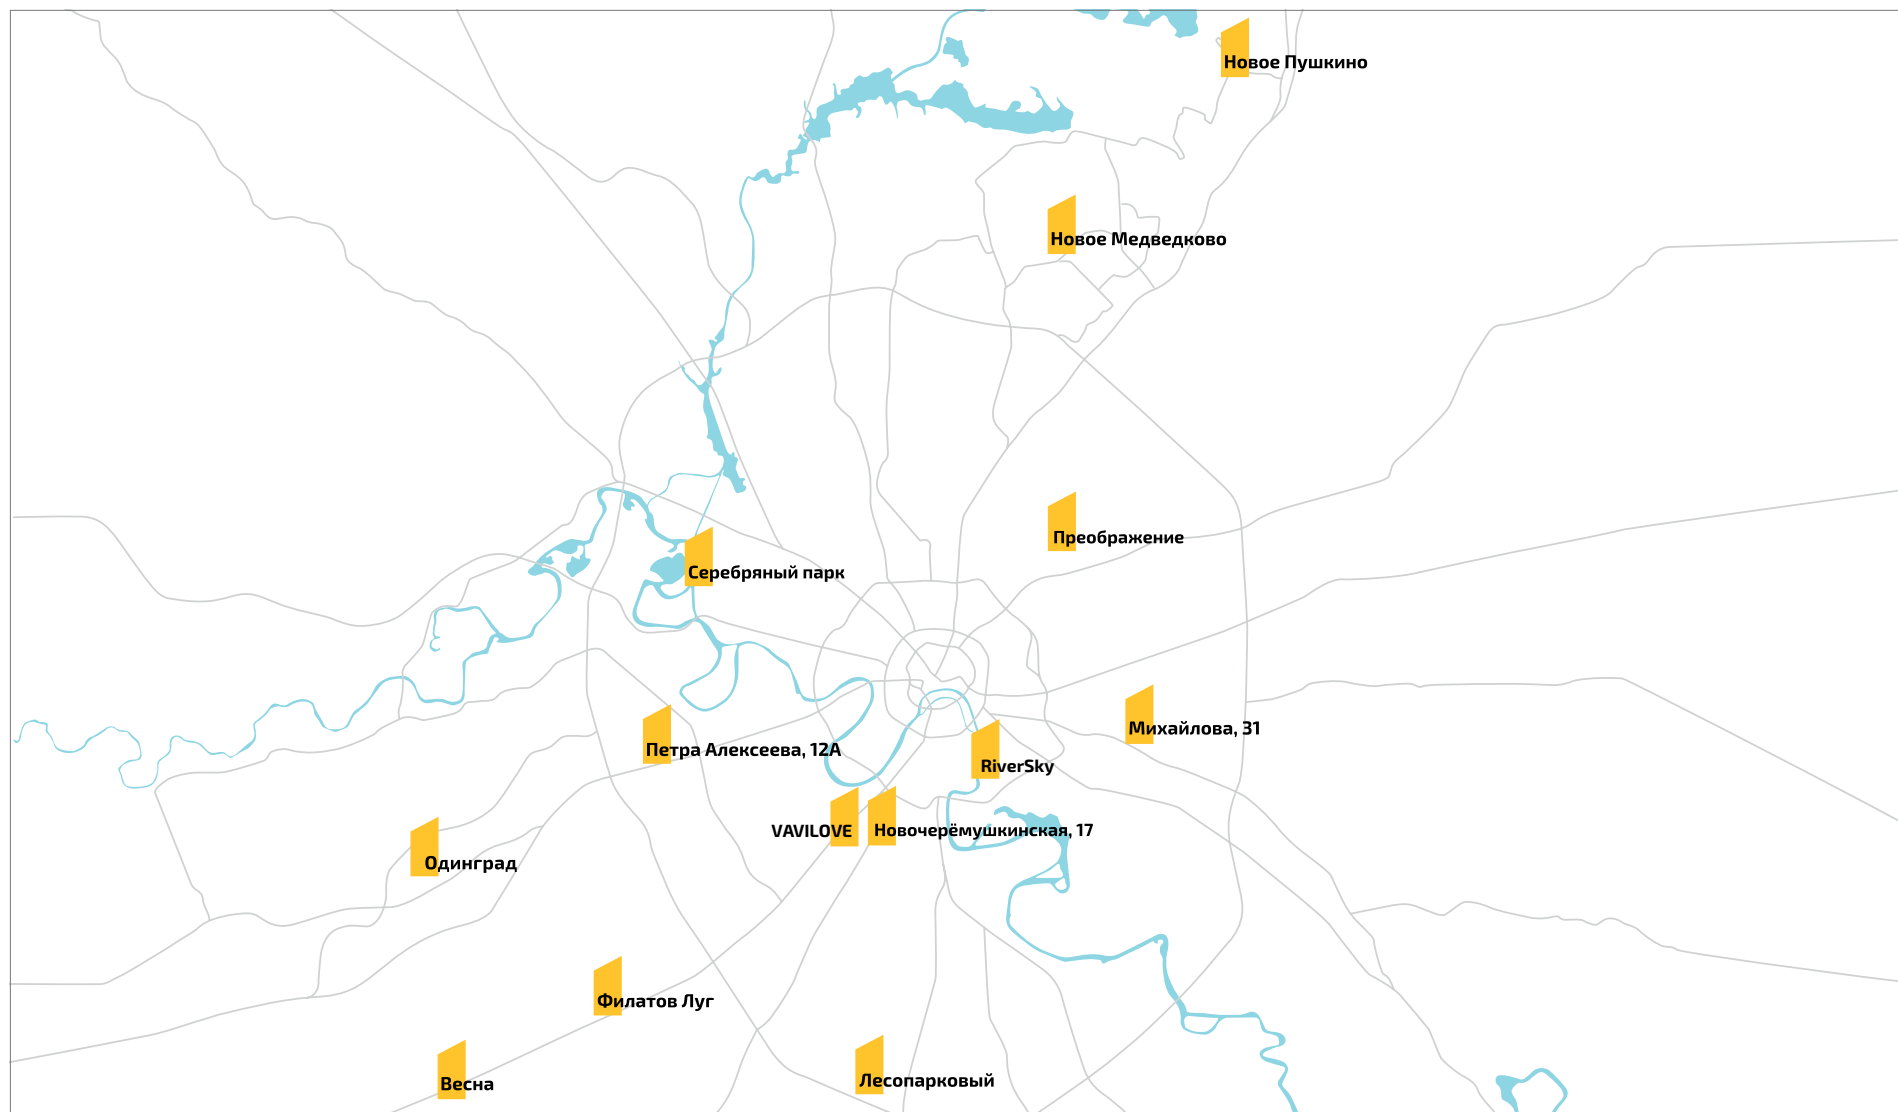 Новое Пушкино
Новое Медведково
Преображение
Серебряный парк
Михайлова, 31
Петра Алексеева, 12А
RiverSky
VAVILOVE
Новочерёмушкинская, 17
Одинград
Филатов Луг
Лесопарковый
Весна